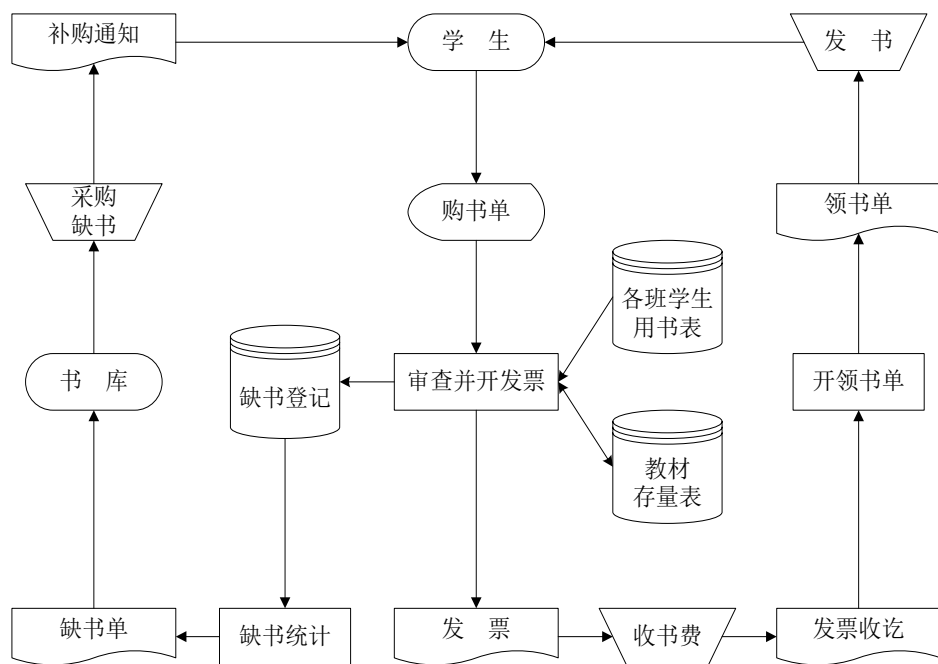 补购通知
学 生
发 书
采购
缺书
购书单
领书单
各班学生
用书表
书 库
缺书登记
审查并开发票
开领书单
教材
存量表
缺书单
缺书统计
发 票
收书费
发票收讫